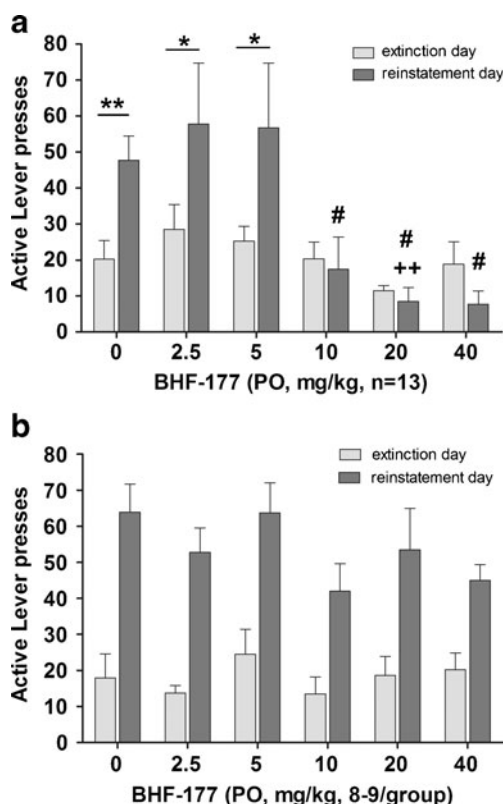 a
Active Lever presses
80
70
60
50
40
30
20
10
0
extinction day
reinstatement day
**
*
*
#
#
++
#
0 2.5 5 10 20 40
BHF-177 (PO, mg/kg, n=13)
b
Active Lever presses
80
70
60
50
40
30
20
10
0
extinction day
reinstatement day
0 2.5 5 10 20 40
BHF-177 (PO, mg/kg, 8-9/group)